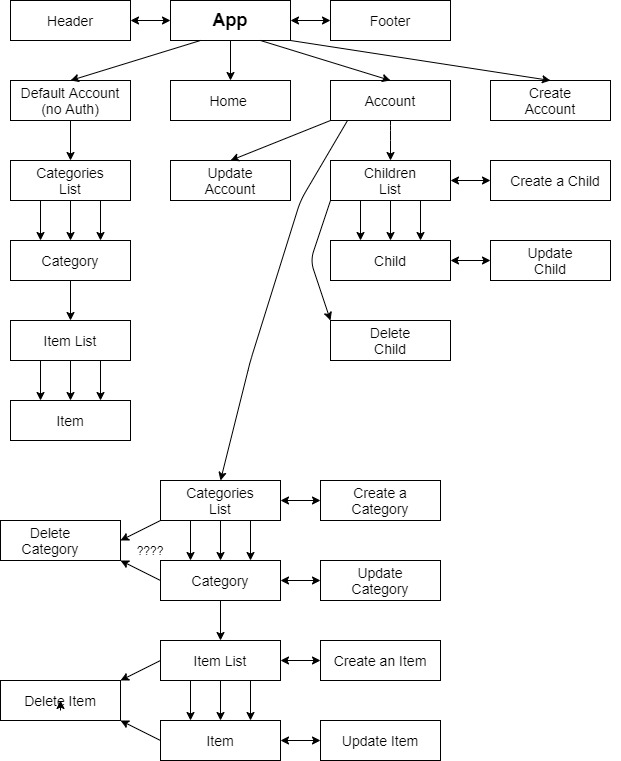 Header
App
Footer
Default Account
(no Auth)
Home
Account
Create
Account
Categories
List
Update
Account
Children
List
Create a Child
Category
Child
Update
Child
Item List
Delete
Child
Item
Categories
List
Create a
Category
Delete
Category
????
Category
Update
Category
Item List
Create an Item
Delete Item
Item
Update Item